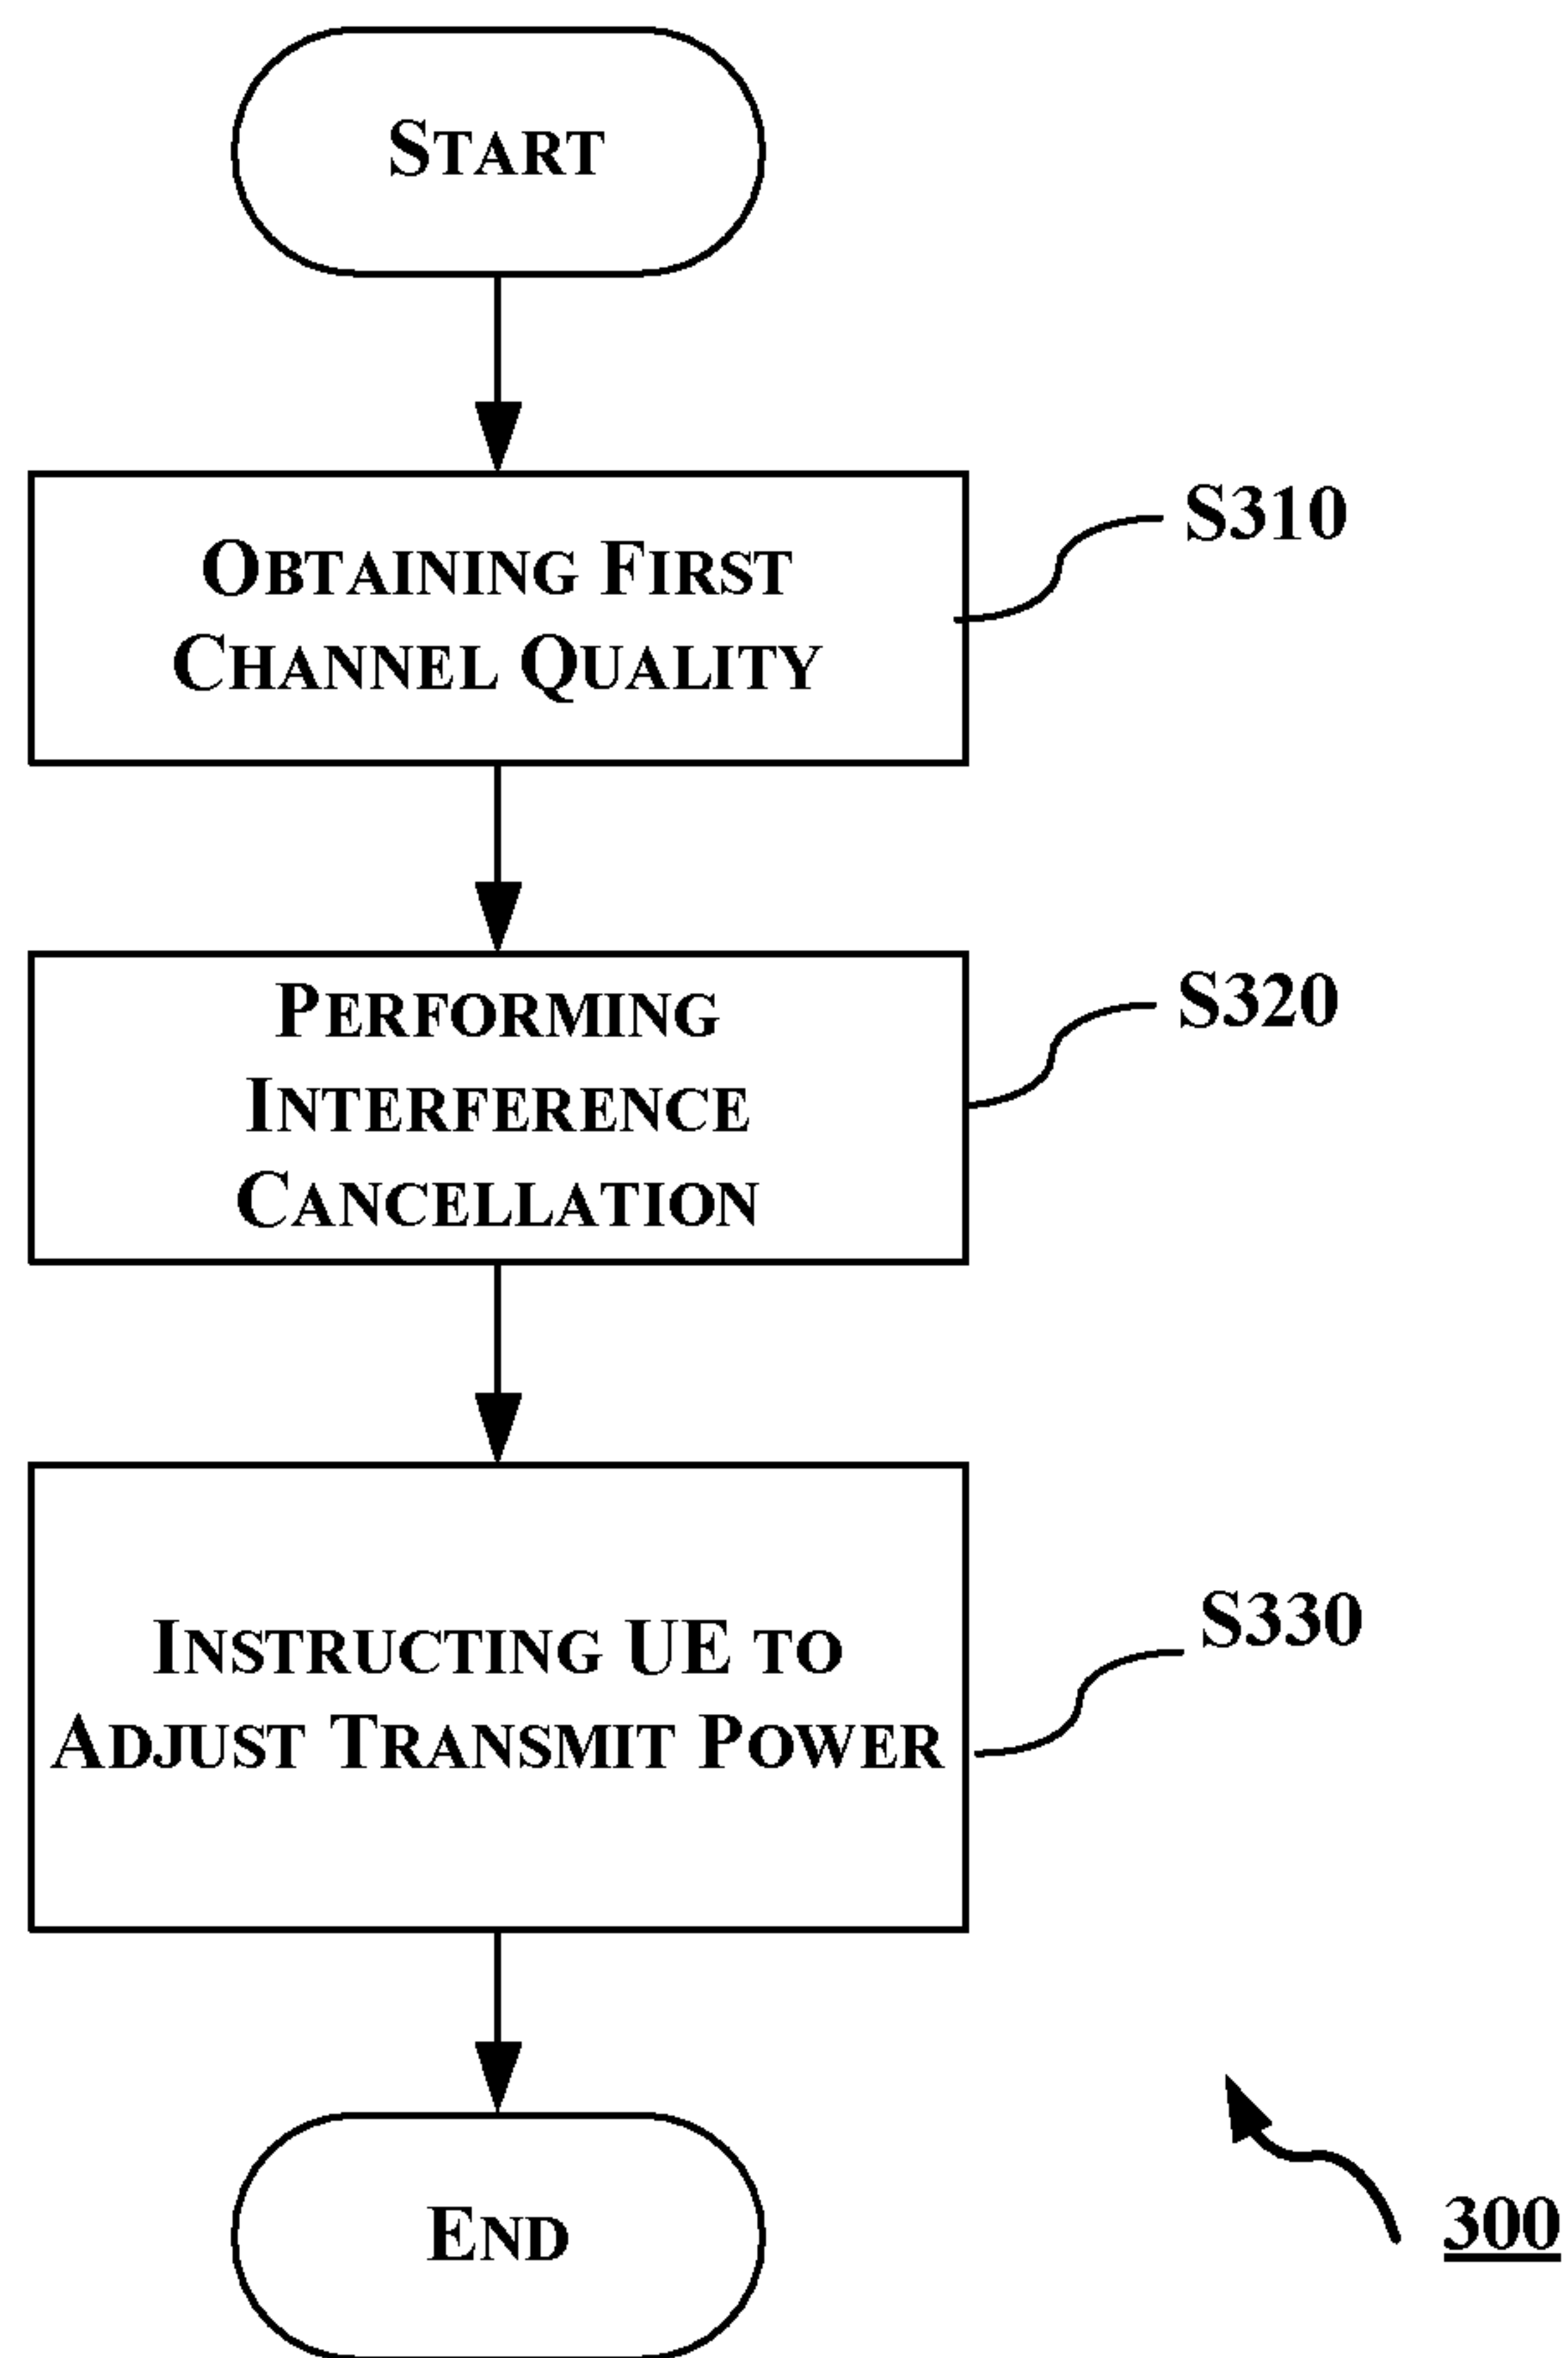 START
OBTAINING FIRST
CHANNEL QUALITY
S310
PERFORMING
INTERFERENCE
CANCELLATION
S320
INSTRUCTING UE TO
ADJUST TRANSMIT POWER
S330
END
300